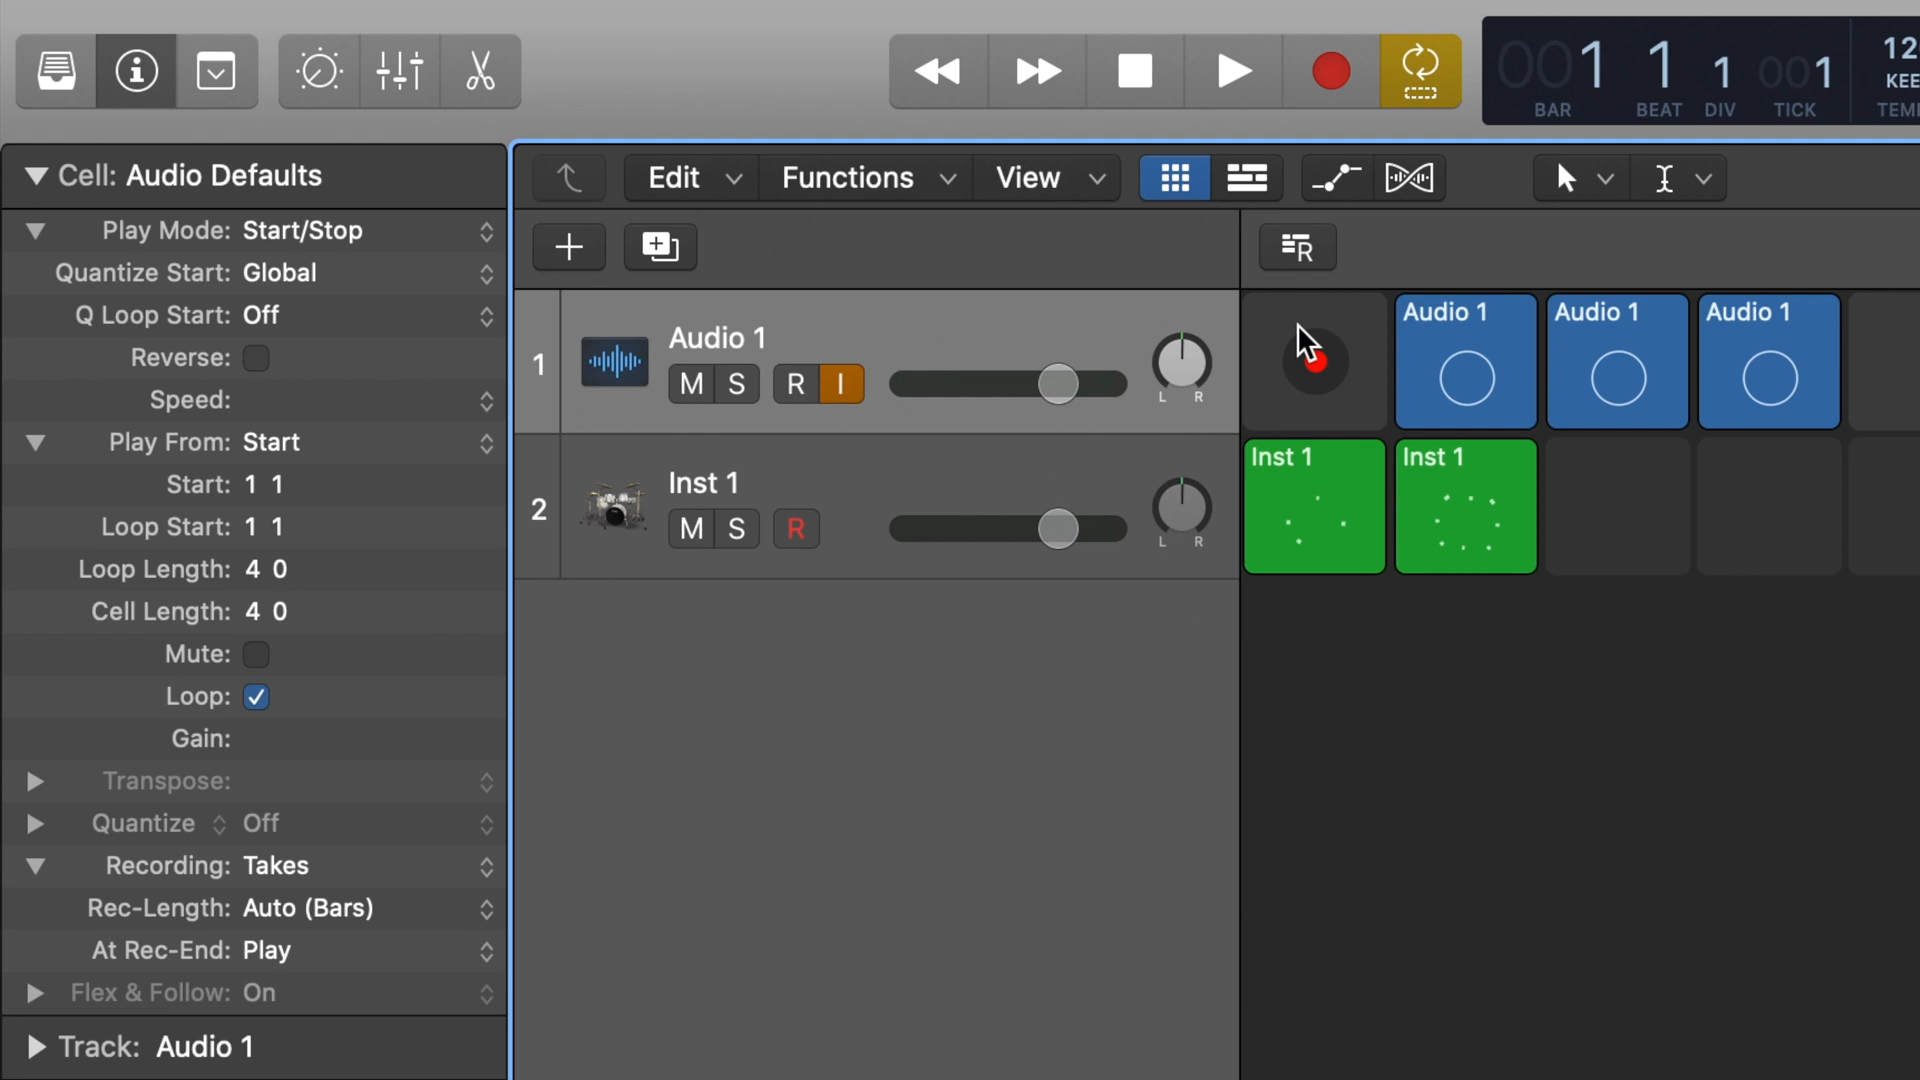 001 1 1 001
BAR BEAT DIV TICK
12
KEE
TEM
Cell: Audio Defaults
Play Mode: Start/Stop
Quantize Start: Global
Q Loop Start: Off
Reverse:
Speed:
Play From: Start
Start: 1 1
Loop Start: 1 1
Loop Length: 4 0
Cell Length: 4 0
Mute:
Loop:
Gain:
Transpose:
Quantize Off
Recording: Takes
Rec-Length: Auto (Bars)
At Rec-End: Play
Flex & Follow: On
Track: Audio 1
Edit Functions View
R
1 Audio 1
M S R I
L R
Audio 1 Audio 1 Audio 1
2 Inst 1
M S R
L R
Inst 1 Inst 1